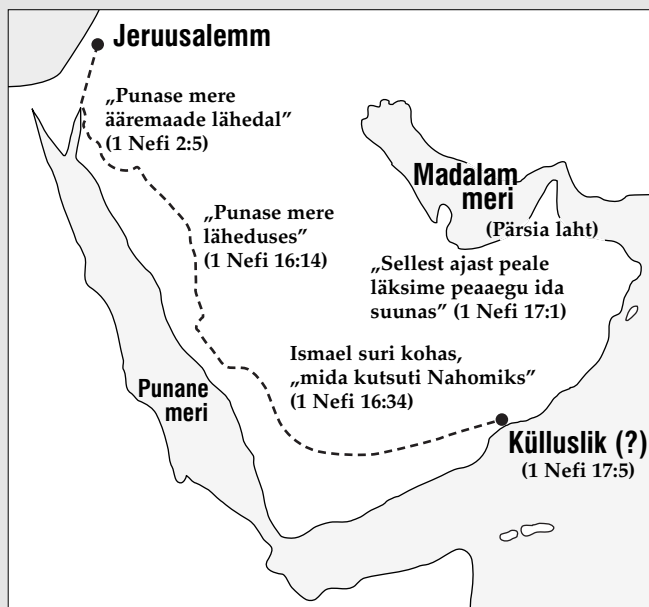 Jeruusalemm
„Punase mere
ääremaade lähedal”
(1 Nefi 2:5)
Madalam
meri
(Pärsia laht)
„Punase mere
läheduses”
(1 Nefi 16:14)
„Sellest ajast peale
läksime peaaegu ida
suunas” (1 Nefi 17:1)
Ismael suri kohas,
„mida kutsuti Nahomiks”
(1 Nefi 16:34)
Punane
meri
Külluslik (?)
(1 Nefi 17:5)